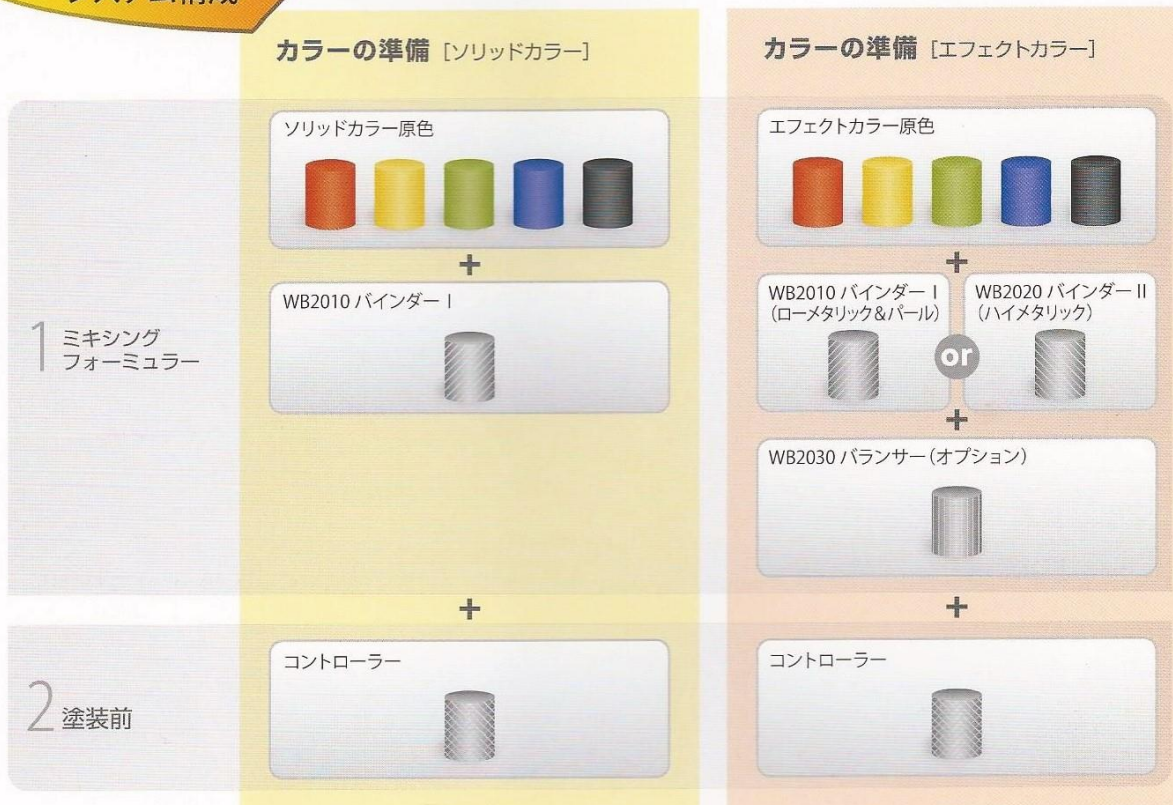 カラーの準備 [ソリッドカラー]
カラーの準備 [エフェクトカラー]
1 ミキシング
フォーミュラー
ソリッドカラー原色
+
WB2010 バインダー I
エフェクトカラー原色
+
WB2010 バインダー I
(ローメタリック&パール)
or
WB2020 バインダー II
(ハイメタリック)
+
WB2030 バランサー(オプション)
+
+
2 塗装前
コントローラー
コントローラー